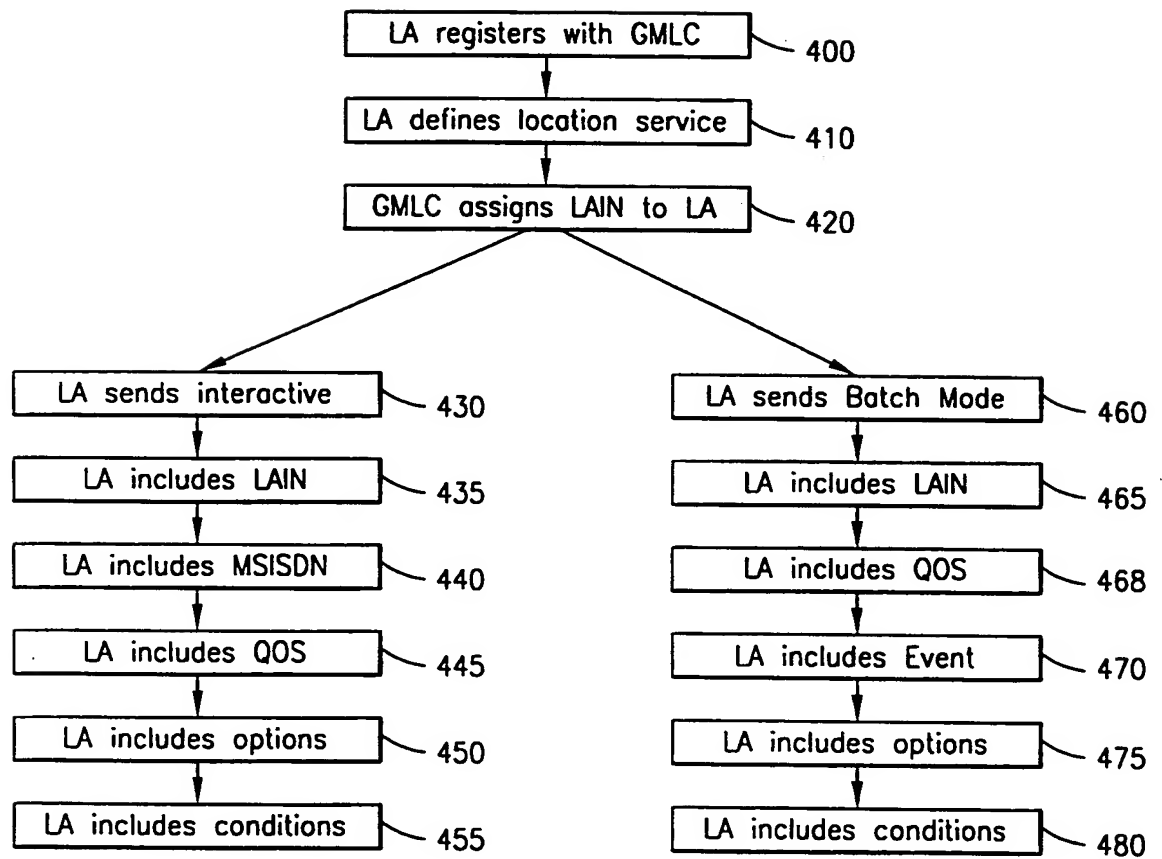 LA registers with GMLC 400
LA defines location service 410
GMLC assigns LAIN to LA 420
LA sends interactive 430
LA includes LAIN 435
LA includes MSISDN 440
LA includes QOS 445
LA includes options 450
LA includes conditions 455
LA sends Batch Mode 460
LA includes LAIN 465
LA includes QOS 468
LA includes Event 470
LA includes options 475
LA includes conditions 480